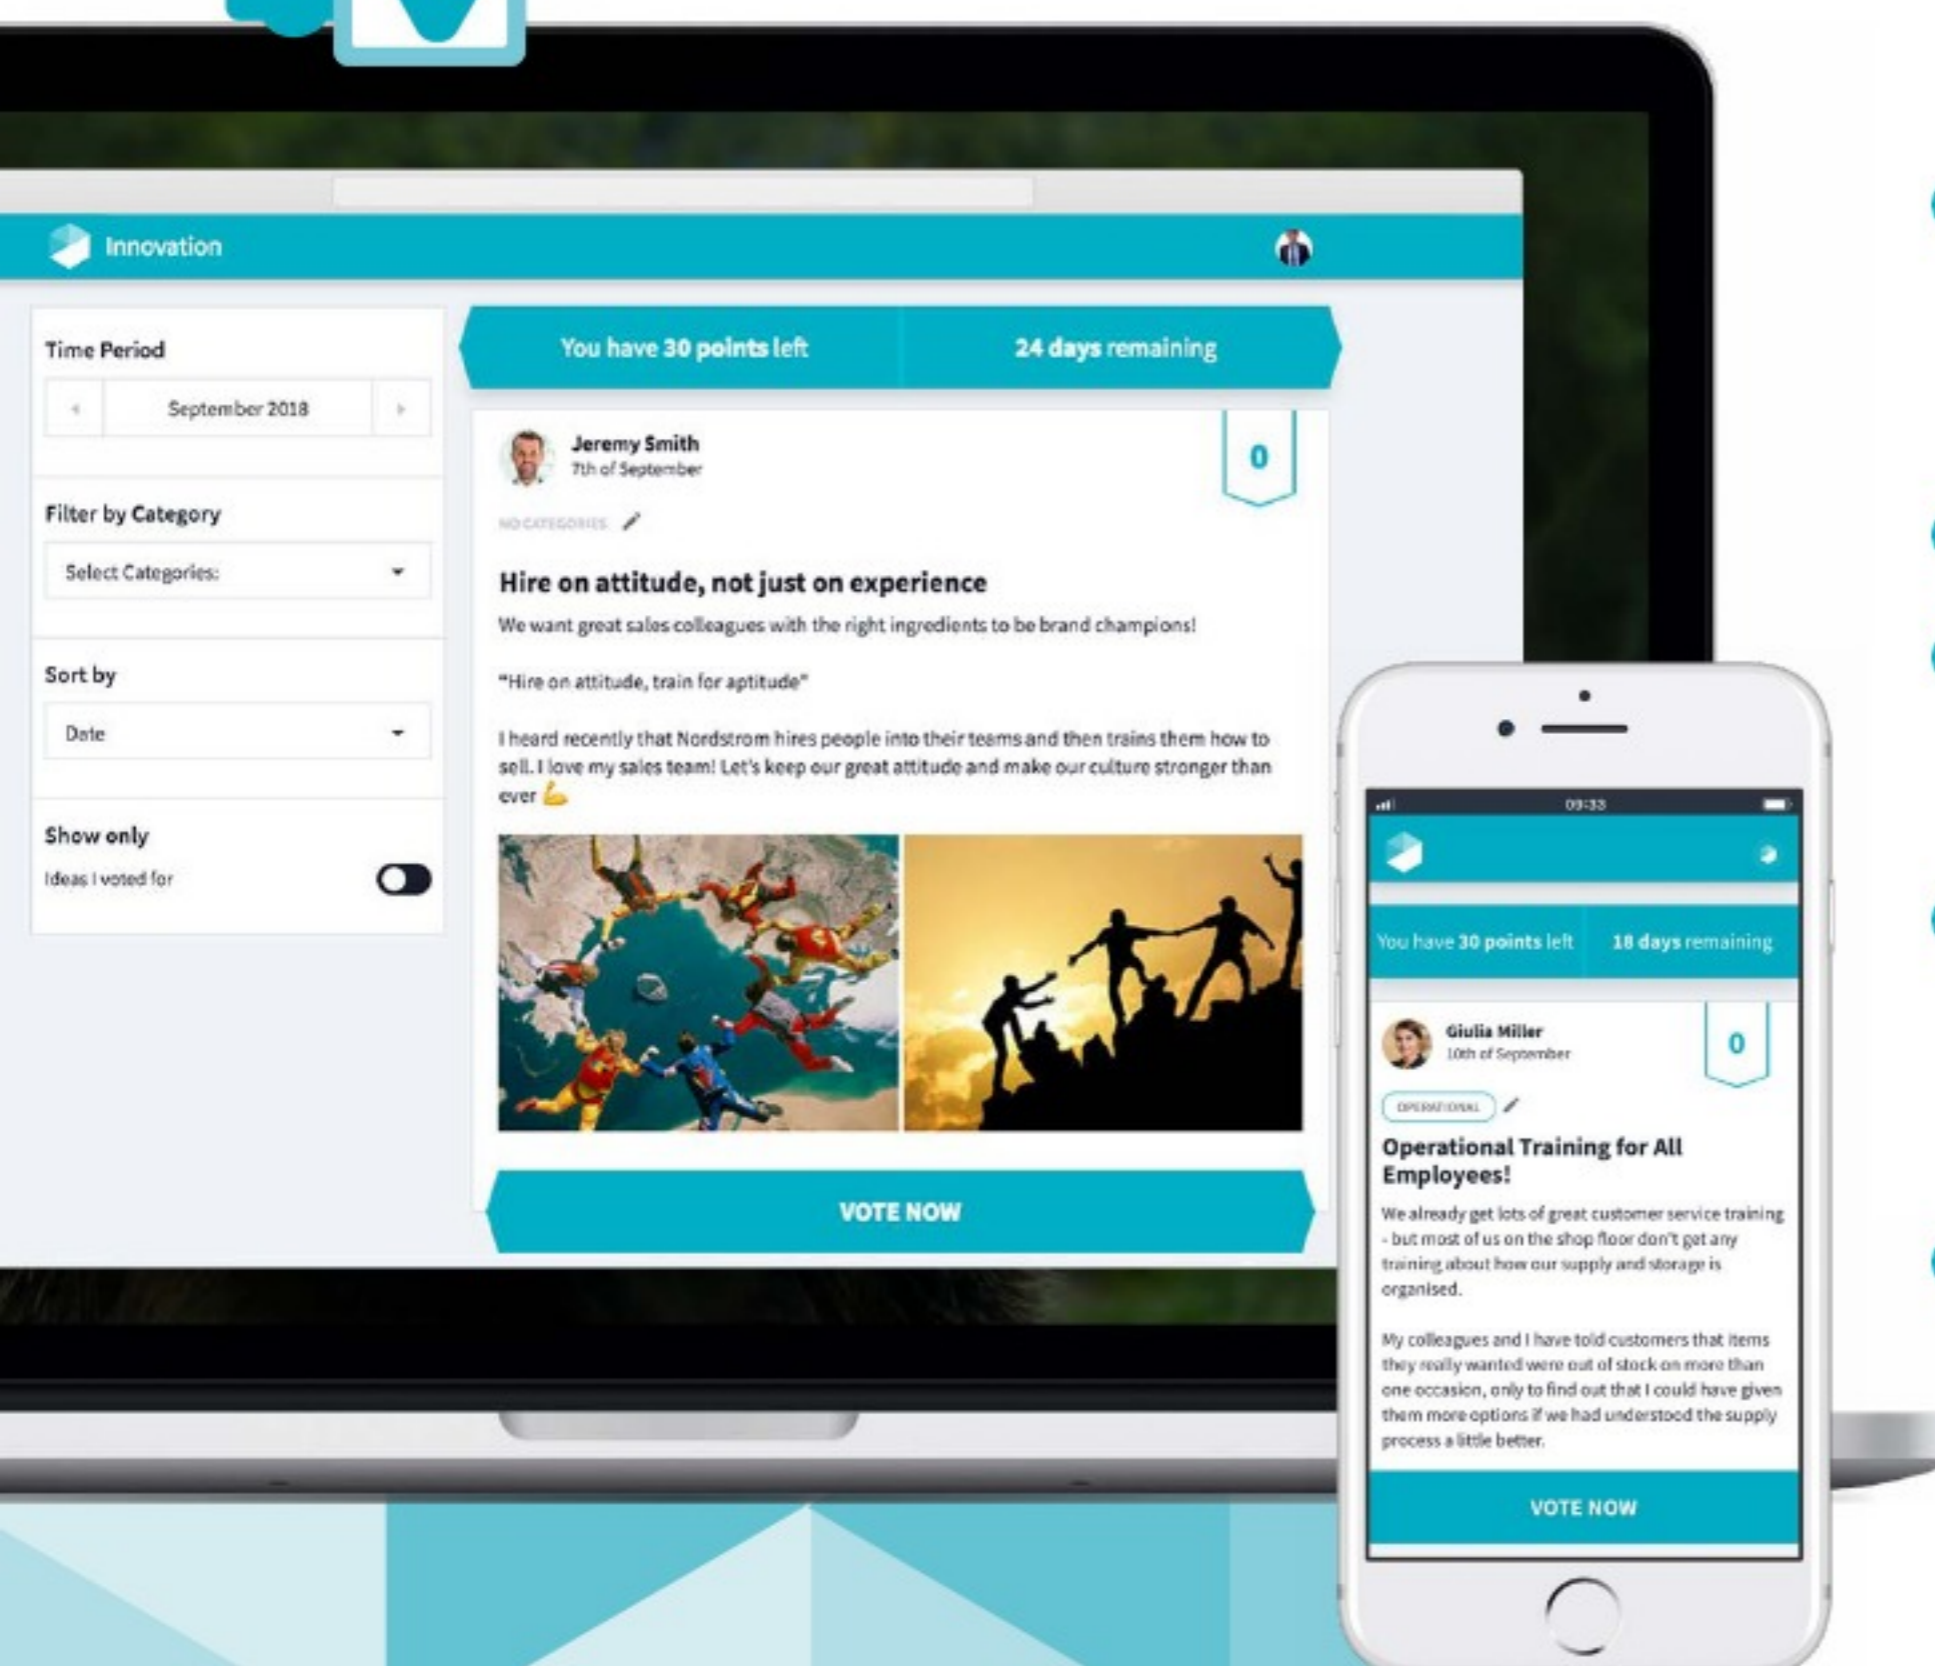 Innovation
Time Period
September 2018
Filter by Category
Select Categories:
Sort by
Date
Show only
Ideas I voted for
You have 30 points left
24 days remaining
Jeremy Smith
7th of September
0
NO CATEGORIES
Hire on attitude, not just on experience
We want great sales colleagues with the right ingredients to be brand champions!
"Hire on attitude, train for aptitude"
I heard recently that Nordstrom hires people into their teams and then trains them how to
sell. I love my sales team! Let's keep our great attitude and make our culture stronger than
ever 💪
VOTE NOW
09:33
You have 30 points left
18 days remaining
Giulia Miller
10th of September
0
OPERATIONAL
Operational Training for All
Employees!
We already get lots of great customer service training
- but most of us on the shop floor don't get any
training about how our supply and storage is
organised.
My colleagues and I have told customers that items
they really wanted were out of stock on more than
one occasion, only to find out that I could have given
them more options if we had understood the supply
process a little better.
VOTE NOW